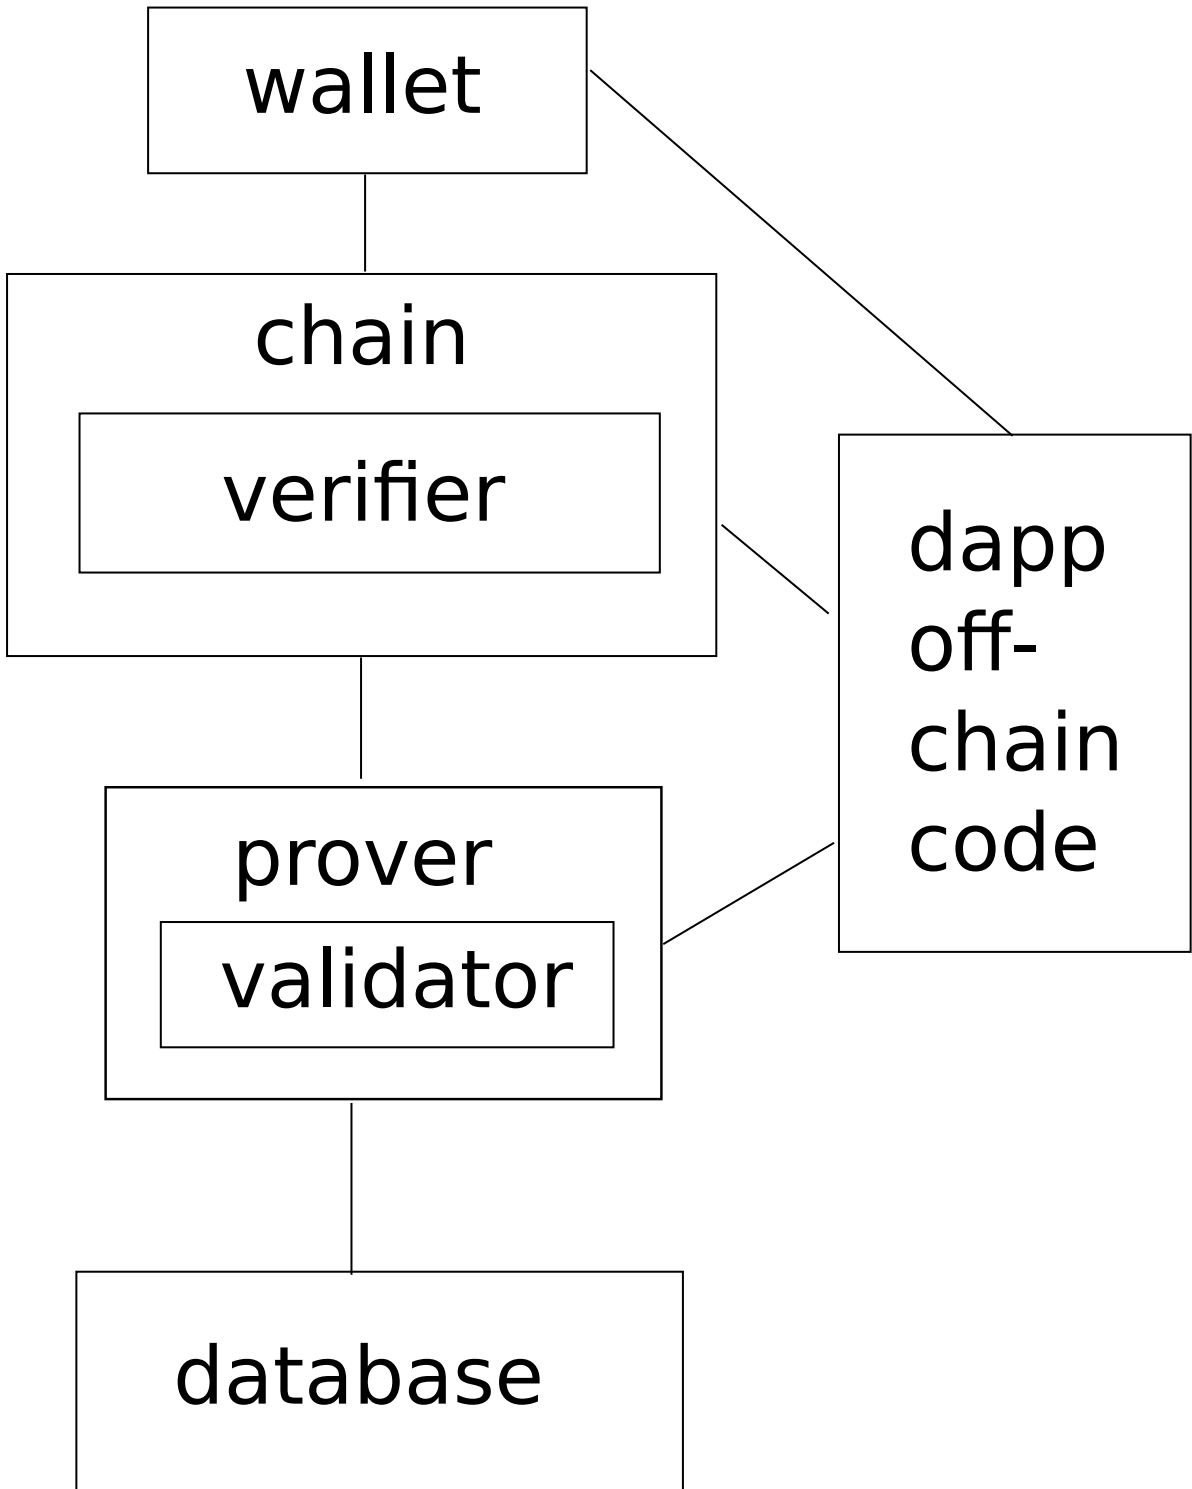 wallet
chain
verifier
dapp
off-
chain
code
prover
validator
database